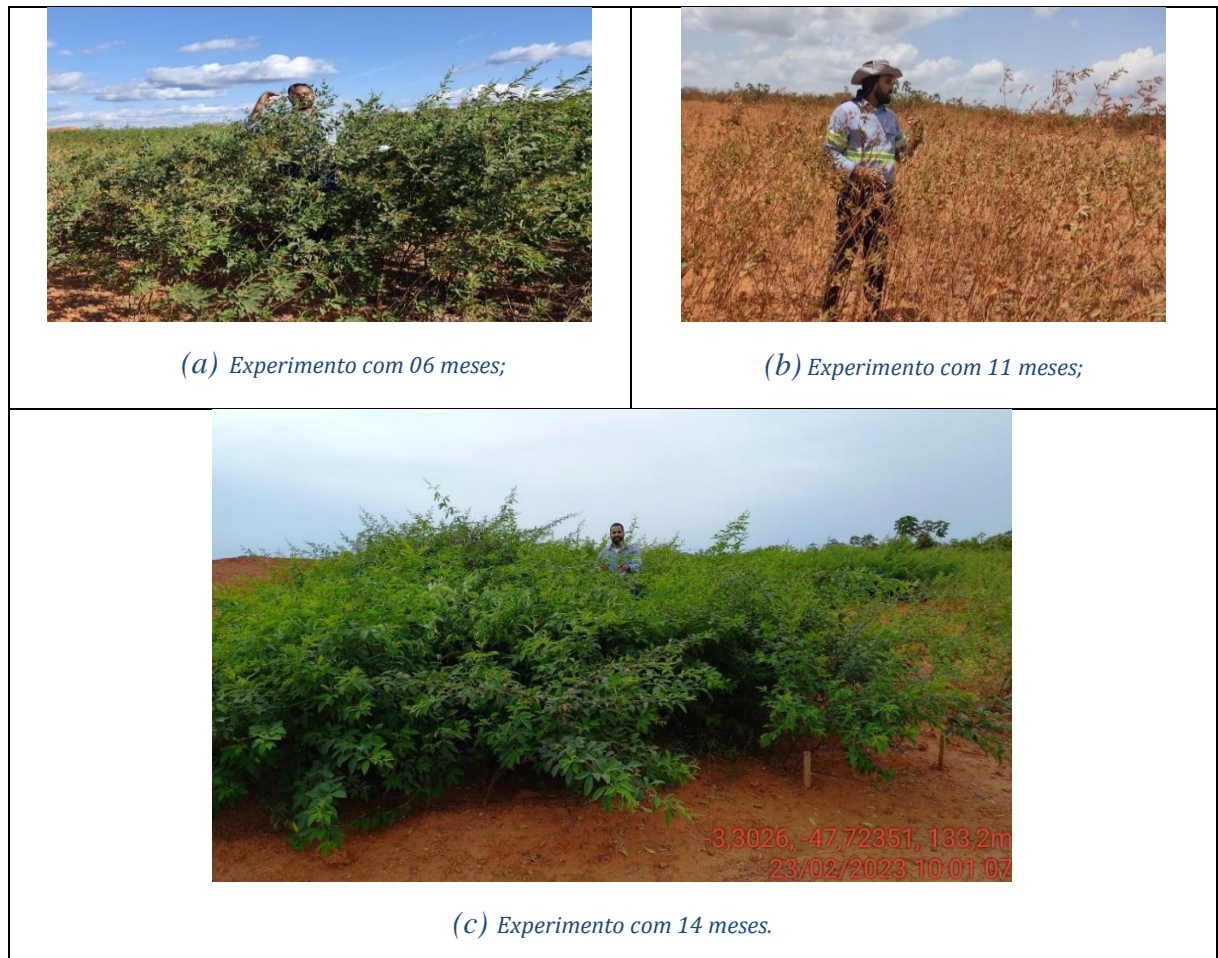 (a) Experimento com 06 meses;
(b) Experimento com 11 meses;
-3,3026, -47,72351, 133,2m
23/02/2023 10:01:07
(c) Experimento com 14 meses.